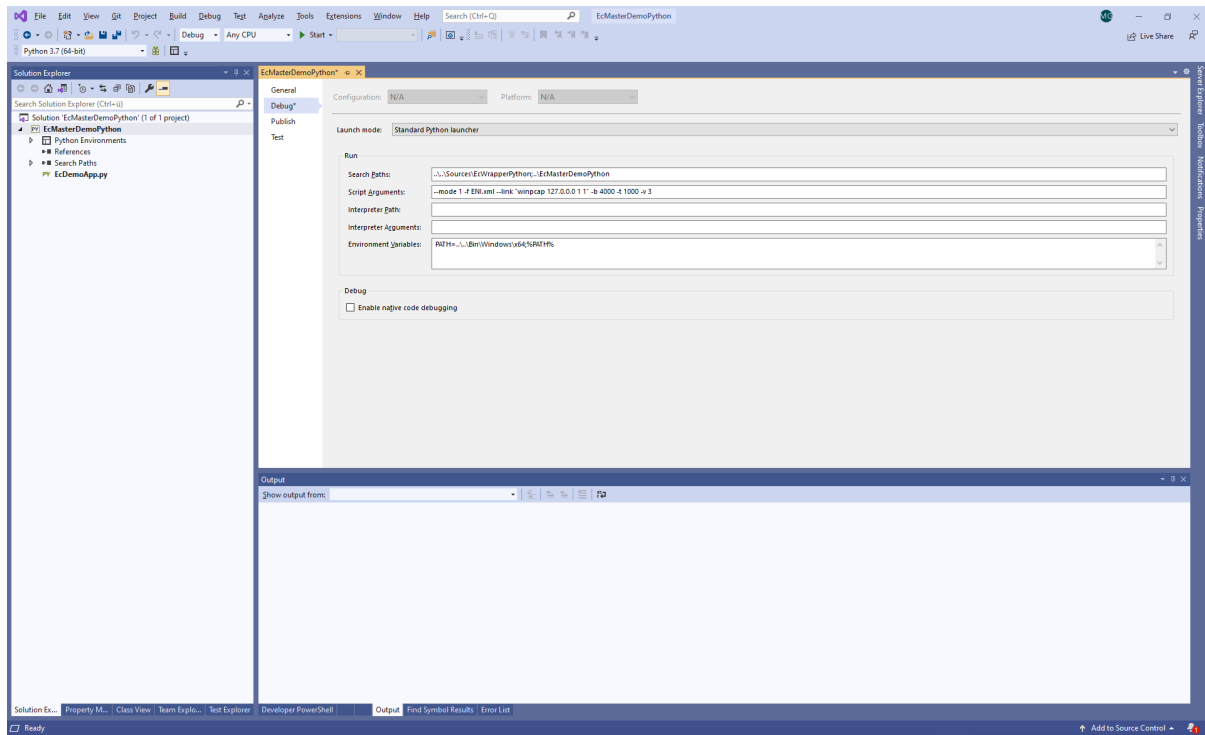 File Edit View Git Project Build Debug Test Analyze Tools Extensions Window Help Search (Ctrl+Q) EcMasterDemoPython MG
Debug Any CPU Start Live Share
Python 3.7 (64-bit)
Solution Explorer
Search Solution Explorer (Ctrl+ü)
Solution 'EcMasterDemoPython' (1 of 1 project)
PY EcMasterDemoPython
Python Environments
References
Search Paths
PY EcDemoApp.py
EcMasterDemoPython*
General
Debug*
Publish
Test
Configuration: N/A Platform: N/A
Launch mode: Standard Python launcher
Run
Search Paths: ..\..\Sources\EcWrapperPython;..\EcMasterDemoPython
Script Arguments: --mode 1 -f ENI.xml --link "winpcap 127.0.0.0 1 1" -b 4000 -t 1000 -v 3
Interpreter Path:
Interpreter Arguments:
Environment Variables: PATH=..\..\Bin\Windows\x64;%PATH%
Debug
Enable native code debugging
Output
Show output from:
Server Explorer
Toolbox
Notifications
Properties
Solution Ex... Property M... Class View Team Explo... Test Explorer Developer PowerShell Output Find Symbol Results Error List
Ready Add to Source Control 1